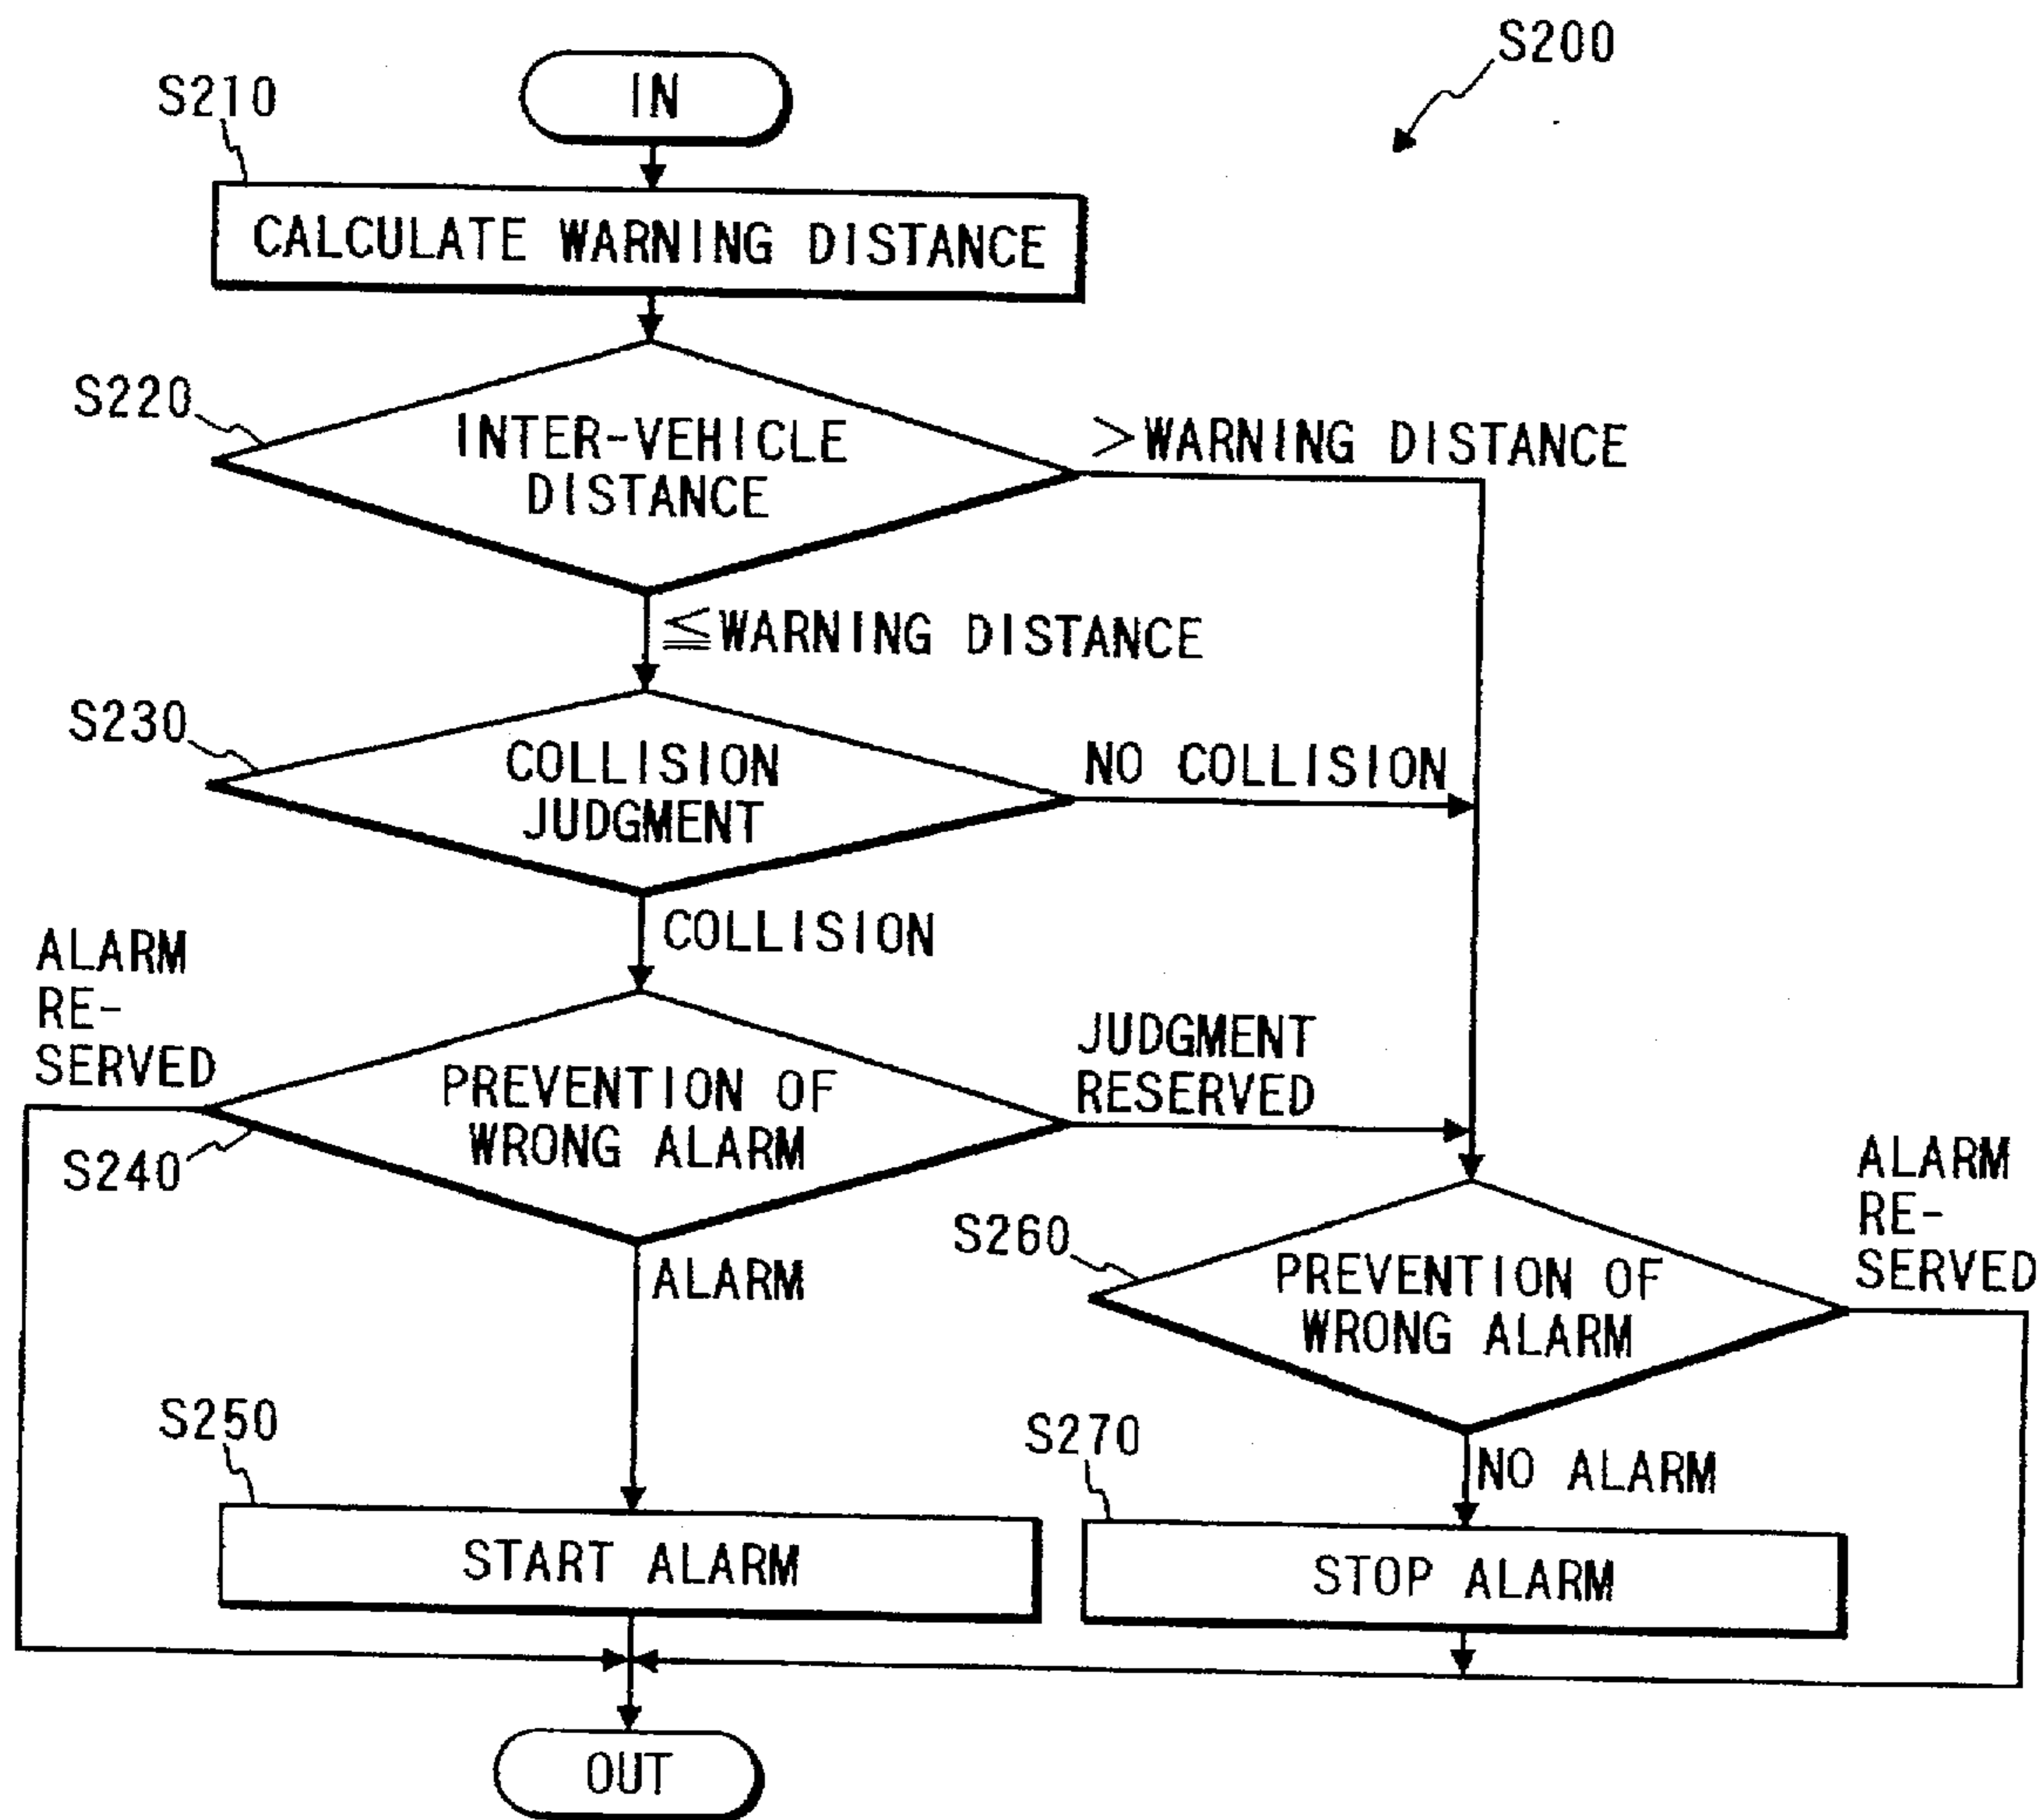 S200
IN
S210
CALCULATE WARNING DISTANCE
S220
INTER-VEHICLE
DISTANCE
>WARNING DISTANCE
≦WARNING DISTANCE
S230
COLLISION
JUDGMENT
NO COLLISION
COLLISION
ALARM
RE-
SERVED
PREVENTION OF
WRONG ALARM
S240
JUDGMENT
RESERVED
ALARM
S260
PREVENTION OF
WRONG ALARM
ALARM
RE-
SERVED
NO ALARM
S250
START ALARM
S270
STOP ALARM
OUT